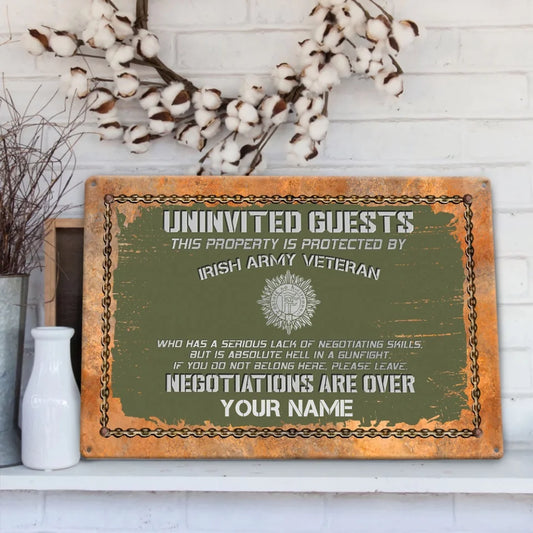 UNINVITED GUESTS
THIS PROPERTY IS PROTECTED BY
IRISH ARMY VETERAN
WHO HAS A SERIOUS LACK OF NEGOTIATING SKILLS,
BUT IS ABSOLUTE HELL IN A GUNFIGHT.
IF YOU DO NOT BELONG HERE, PLEASE LEAVE.
NEGOTIATIONS ARE OVER
YOUR NAME